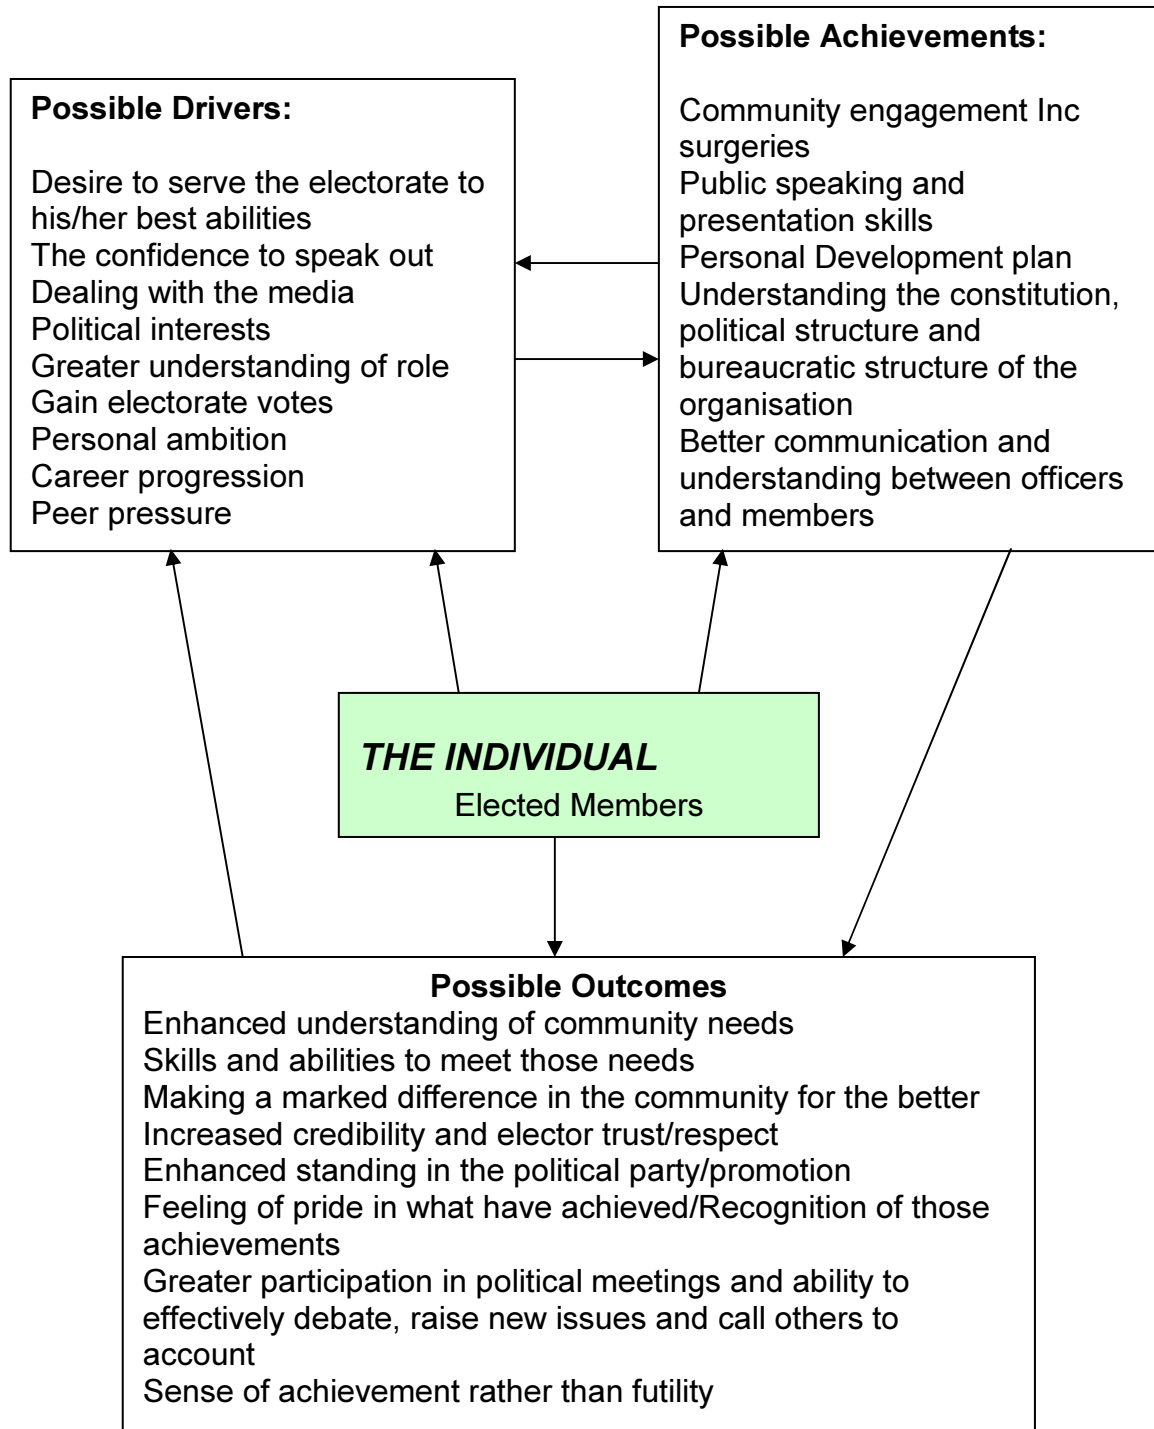 Possible Drivers:
Desire to serve the electorate to
his/her best abilities
The confidence to speak out
Dealing with the media
Political interests
Greater understanding of role
Gain electorate votes
Personal ambition
Career progression
Peer pressure
Possible Achievements:
Community engagement Inc
surgeries
Public speaking and
presentation skills
Personal Development plan
Understanding the constitution,
political structure and
bureaucratic structure of the
organisation
Better communication and
understanding between officers
and members
THE INDIVIDUAL
Elected Members
Possible Outcomes
Enhanced understanding of community needs
Skills and abilities to meet those needs
Making a marked difference in the community for the better
Increased credibility and elector trust/respect
Enhanced standing in the political party/promotion
Feeling of pride in what have achieved/Recognition of those
achievements
Greater participation in political meetings and ability to
effectively debate, raise new issues and call others to
account
Sense of achievement rather than futility